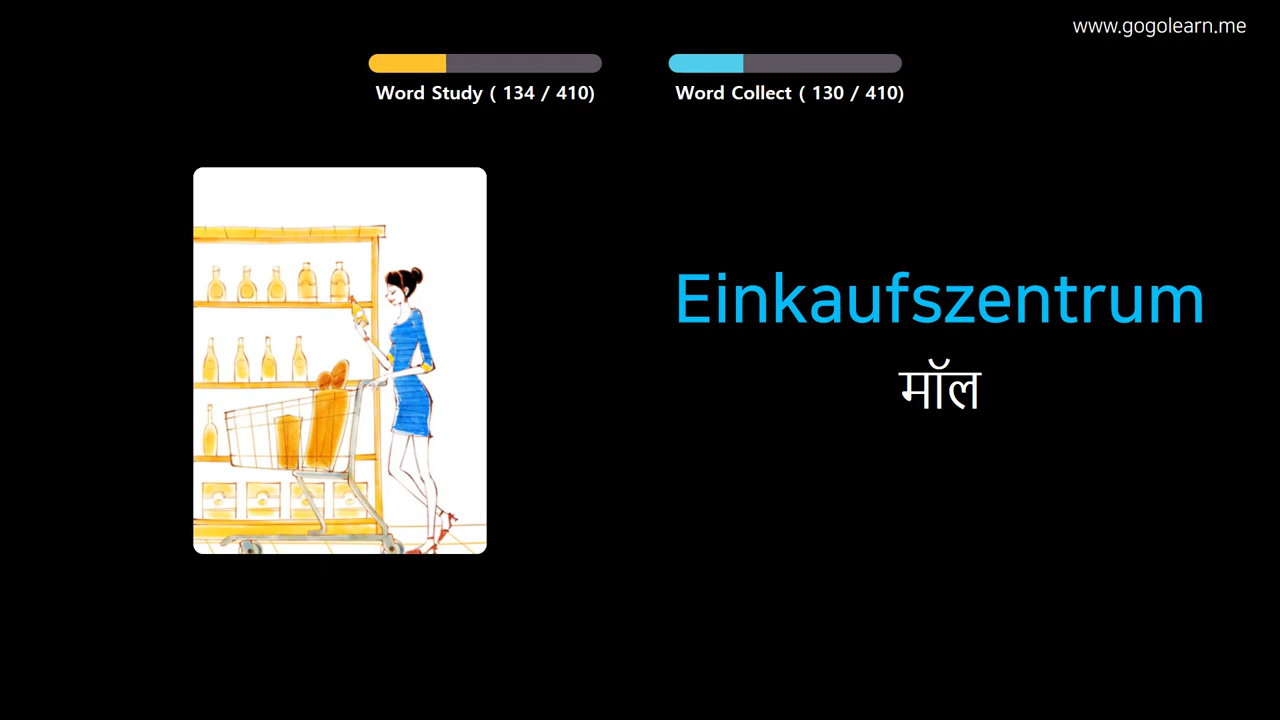 www.gogolearn.me
Word Study ( 134 / 410)
Word Collect ( 130 / 410)
Einkaufszentrum
मॉल